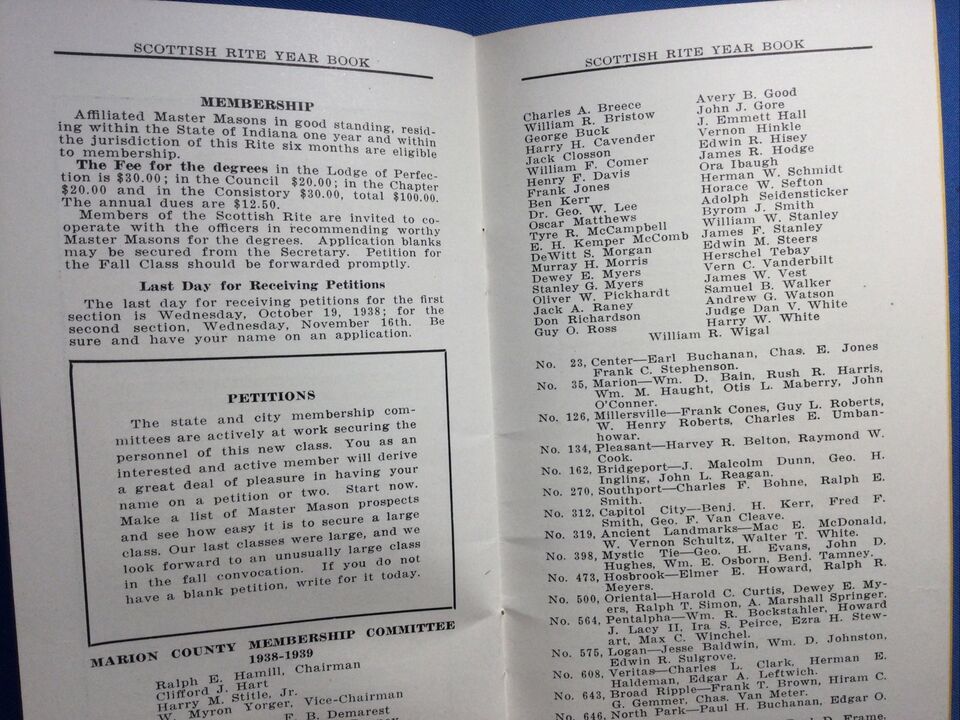 SCOTTISH RITE YEAR BOOK
MEMBERSHIP
Affiliated Master Masons in good standing, resid-
ing within the State of Indiana one year and within
the jurisdiction of this Rite six months are eligible
to membership.
The Fee for the degrees in the Lodge of Perfec-
tion is $30.00; in the Council $20.00; in the Chapter
$20.00 and in the Consistory $30.00, total $100.00.
The annual dues are $12.50.
Members of the Scottish Rite are invited to co-
operate with the officers in recommending worthy
Master Masons for the degrees. Application blanks
may be secured from the Secretary. Petition for
the Fall Class should be forwarded promptly.
Last Day for Receiving Petitions
The last day for receiving petitions for the first
section is Wednesday, October 19, 1938; for the
second section, Wednesday, November 16th. Be
sure and have your name on an application.
PETITIONS
The state and city membership com-
mittees are actively at work securing the
personnel of this new class. You as an
interested and active member will derive
a great deal of pleasure in having your
name on a petition or two. Start now.
Make a list of Master Mason prospects
and see how easy it is to secure a large
class. Our last classes were large, and we
look forward to an unusually large class
in the fall convocation. If you do not
have a blank petition, write for it today.
MARION COUNTY MEMBERSHIP COMMITTEE
1938-1939
Ralph E. Hamill, Chairman
Clifford J. Hart
Harry M. Stitle, Jr.
W. Myron Yorger, Vice-Chairman
F. B. Demarest
SCOTTISH RITE YEAR BOOK
Charles A. Breece
William R. Bristow
George Buck
Harry H. Cavender
Jack Closson
William F. Comer
Henry F. Davis
Frank Jones
Ben Kerr
Dr. Geo. W. Lee
Oscar Matthews
Tyre R. McCampbell
E. H. Kemper McComb
DeWitt S. Morgan
Murray H. Morris
Dewey E. Myers
Stanley G. Myers
Oliver W. Pickhardt
Jack A. Raney
Don Richardson
Guy O. Ross
Avery B. Good
John J. Gore
J. Emmett Hall
Vernon Hinkle
Edwin R. Hisey
James R. Hodge
Ora Ibaugh
Herman W. Schmidt
Horace W. Sefton
Adolph Seidensticker
Byrom J. Smith
William W. Stanley
James F. Stanley
Edwin M. Steers
Herschel Tebay
Vern C. Vanderbilt
James W. Vest
Samuel B. Walker
Andrew G. Watson
Judge Dan V. White
Harry W. White
William R. Wigal
No. 23, Center—Earl Buchanan, Chas. E. Jones
Frank C. Stephenson.
No. 35, Marion—Wm. D. Bain, Rush R. Harris,
Wm. M. Haught, Otis L. Maberry, John
O'Conner.
No. 126, Millersville—Frank Cones, Guy L. Roberts,
W. Henry Roberts, Charles E. Umban-
howar.
No. 134, Pleasant—Harvey R. Belton, Raymond W.
Cook.
No. 162, Bridgeport—J. Malcolm Dunn, Geo. H.
Ingling, John L. Reagan.
No. 270, Southport—Charles F. Bohne, Ralph E.
Smith.
No. 312, Capitol City—Benj. H. Kerr, Fred F.
Smith, Geo. F. Van Cleave.
No. 319, Ancient Landmarks—Mac E. McDonald,
W. Vernon Schultz, Walter T. White.
No. 398, Mystic Tie—Geo. H. Evans, John D.
Hughes, Wm. E. Osborn, Benj. Tamney.
No. 473, Hosbrook—Elmer E. Howard, Ralph R.
Meyers.
No. 500, Oriental—Harold C. Curtis, Dewey E. My-
ers, Ralph T. Simon, A. Marshall Springer,
No. 564, Pentalpha—Wm. R. Bockstahler, Howard
J. Lacy II, Ira S. Peirce, Ezra H. Stew-
art, Max C. Winchel.
No. 575, Logan—Jesse Baldwin, Wm. D. Johnston,
Edwin R. Sulgrove.
No. 608, Veritas—Charles L. Clark, Herman E.
Haldeman, Edgar A. Leftwich.
No. 643, Broad Ripple—Frank T. Brown, Hiram C.
G. Gemmer, Chas. Van Meter.
No. 646, North Park—Paul H. Buchanan, Edgar O.
D. Frame,